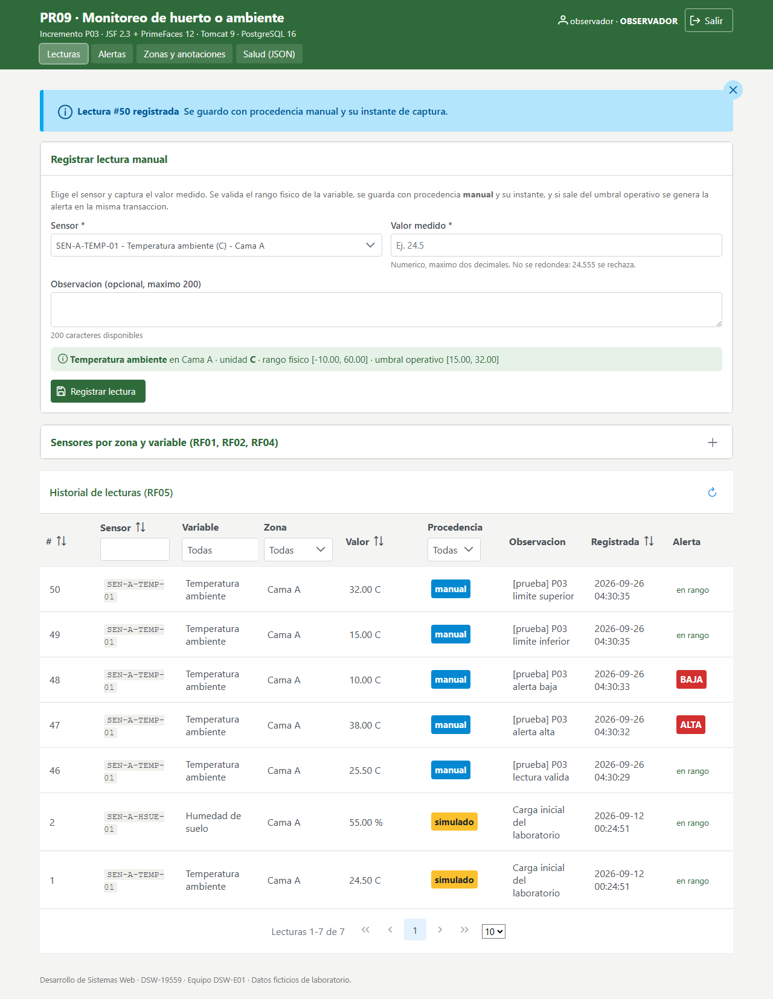 PR09 · Monitoreo de huerto o ambiente
Incremento P03 · JSF 2.3 + PrimeFaces 12 · Tomcat 9 · PostgreSQL 16
observador · OBSERVADOR
Salir
Lecturas
Alertas
Zonas y anotaciones
Salud (JSON)
Lectura #50 registrada Se guardo con procedencia manual y su instante de captura.
Registrar lectura manual
Elige el sensor y captura el valor medido. Se valida el rango fisico de la variable, se guarda con procedencia manual y su instante, y si sale del umbral operativo se genera la
alerta en la misma transaccion.
Sensor *
SEN-A-TEMP-01 - Temperatura ambiente (C) - Cama A
Valor medido *
Ej. 24.5
Numerico, maximo dos decimales. No se redondea: 24.555 se rechaza.
Observacion (opcional, maximo 200)
200 caracteres disponibles
Temperatura ambiente en Cama A · unidad C · rango fisico [-10.00, 60.00] · umbral operativo [15.00, 32.00]
Registrar lectura
Sensores por zona y variable (RF01, RF02, RF04)
Historial de lecturas (RF05)
#
Sensor
Variable
Todas
Zona
Todas
Valor
Procedencia
Todas
Observacion
Registrada
Alerta
50
SEN-A-TEMP-
01
Temperatura
ambiente
Cama A
32.00 C
manual
[prueba] P03
limite superior
2026-09-26
04:30:35
en rango
49
SEN-A-TEMP-
01
Temperatura
ambiente
Cama A
15.00 C
manual
[prueba] P03
limite inferior
2026-09-26
04:30:35
en rango
48
SEN-A-TEMP-
01
Temperatura
ambiente
Cama A
10.00 C
manual
[prueba] P03
alerta baja
2026-09-26
04:30:33
BAJA
47
SEN-A-TEMP-
01
Temperatura
ambiente
Cama A
38.00 C
manual
[prueba] P03
alerta alta
2026-09-26
04:30:32
ALTA
46
SEN-A-TEMP-
01
Temperatura
ambiente
Cama A
25.50 C
manual
[prueba] P03
lectura valida
2026-09-26
04:30:29
en rango
2
SEN-A-HSUE-
01
Humedad de
suelo
Cama A
55.00 %
simulado
Carga inicial
del
laboratorio
2026-09-12
00:24:51
en rango
1
SEN-A-TEMP-
01
Temperatura
ambiente
Cama A
24.50 C
simulado
Carga inicial
del
laboratorio
2026-09-12
00:24:51
en rango
Lecturas 1-7 de 7
1
10
Desarrollo de Sistemas Web · DSW-19559 · Equipo DSW-E01 · Datos ficticios de laboratorio.